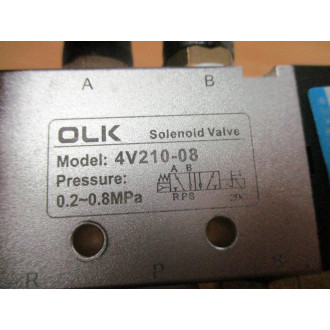 A B
OLK Solenoid Valve
Model: 4V210-08
Pressure:
0.2~0.8MPa
A B
R P S
R P S